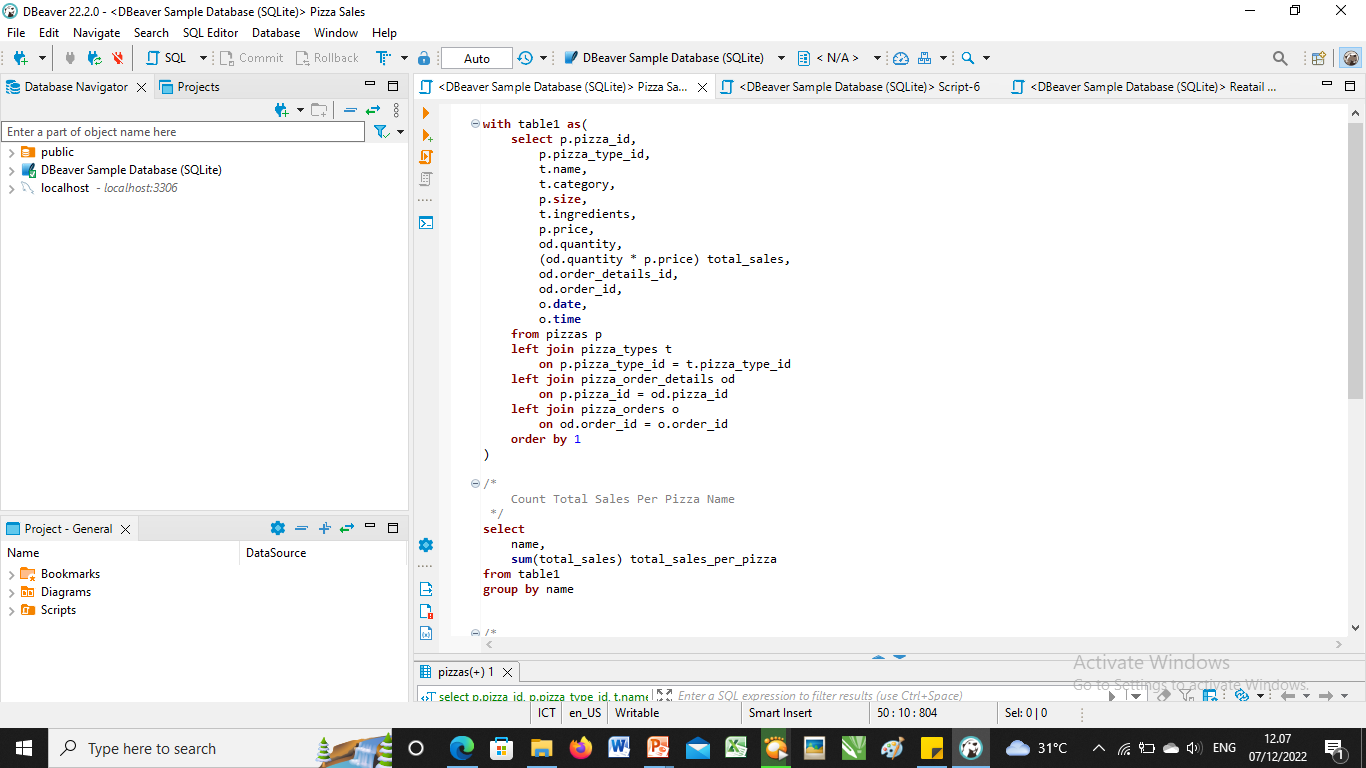 DBeaver 22.2.0 - <DBeaver Sample Database (SQLite)> Pizza Sales
File Edit Navigate Search SQL Editor Database Window Help
SQL Commit Rollback Auto DBeaver Sample Database (SQLite) < N/A >
Database Navigator Projects
<DBeaver Sample Database (SQLite)> Pizza Sa... <DBeaver Sample Database (SQLite)> Script-6 <DBeaver Sample Database (SQLite)> Reatail ...
Enter a part of object name here
public
DBeaver Sample Database (SQLite)
localhost - localhost:3306
with table1 as(
select p.pizza_id,
p.pizza_type_id,
t.name,
t.category,
p.size,
t.ingredients,
p.price,
od.quantity,
(od.quantity * p.price) total_sales,
od.order_details_id,
od.order_id,
o.date,
o.time
from pizzas p
left join pizza_types t
on p.pizza_type_id = t.pizza_type_id
left join pizza_order_details od
on p.pizza_id = od.pizza_id
left join pizza_orders o
on od.order_id = o.order_id
order by 1
)
/*
Count Total Sales Per Pizza Name
*/
select
name,
sum(total_sales) total_sales_per_pizza
from table1
group by name
/*
Project - General
Name DataSource
Bookmarks
Diagrams
Scripts
pizzas(+) 1
select p.pizza_id, p.pizza_type_id, t.name Enter a SQL expression to filter results (use Ctrl+Space)
Activate Windows
Go to Settings to activate Windows.
ICT en_US Writable Smart Insert 50 : 10 : 804 Sel: 0 | 0
Type here to search 31°C ENG 12.07
07/12/2022
1